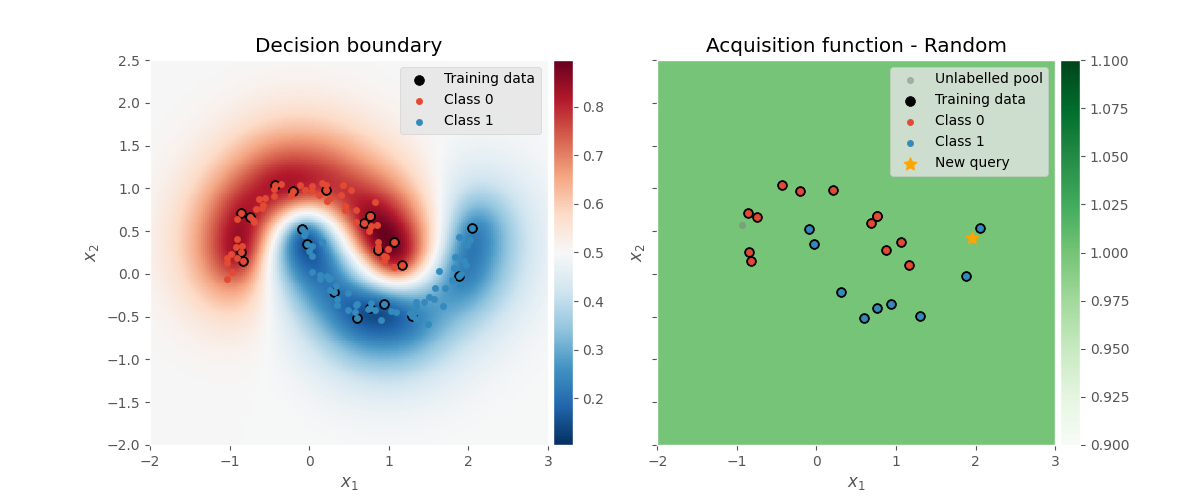 Decision boundary
Training data
Class 0
Class 1
2.5
2.0
1.5
1.0
0.5
0.0
−0.5
−1.0
−1.5
−2.0
x₂
−2
−1
0
1
2
3
x₁
0.8
0.7
0.6
0.5
0.4
0.3
0.2
Acquisition function - Random
Unlabelled pool
Training data
Class 0
Class 1
New query
x₂
−2
−1
0
1
2
3
x₁
1.100
1.075
1.050
1.025
1.000
0.975
0.950
0.925
0.900